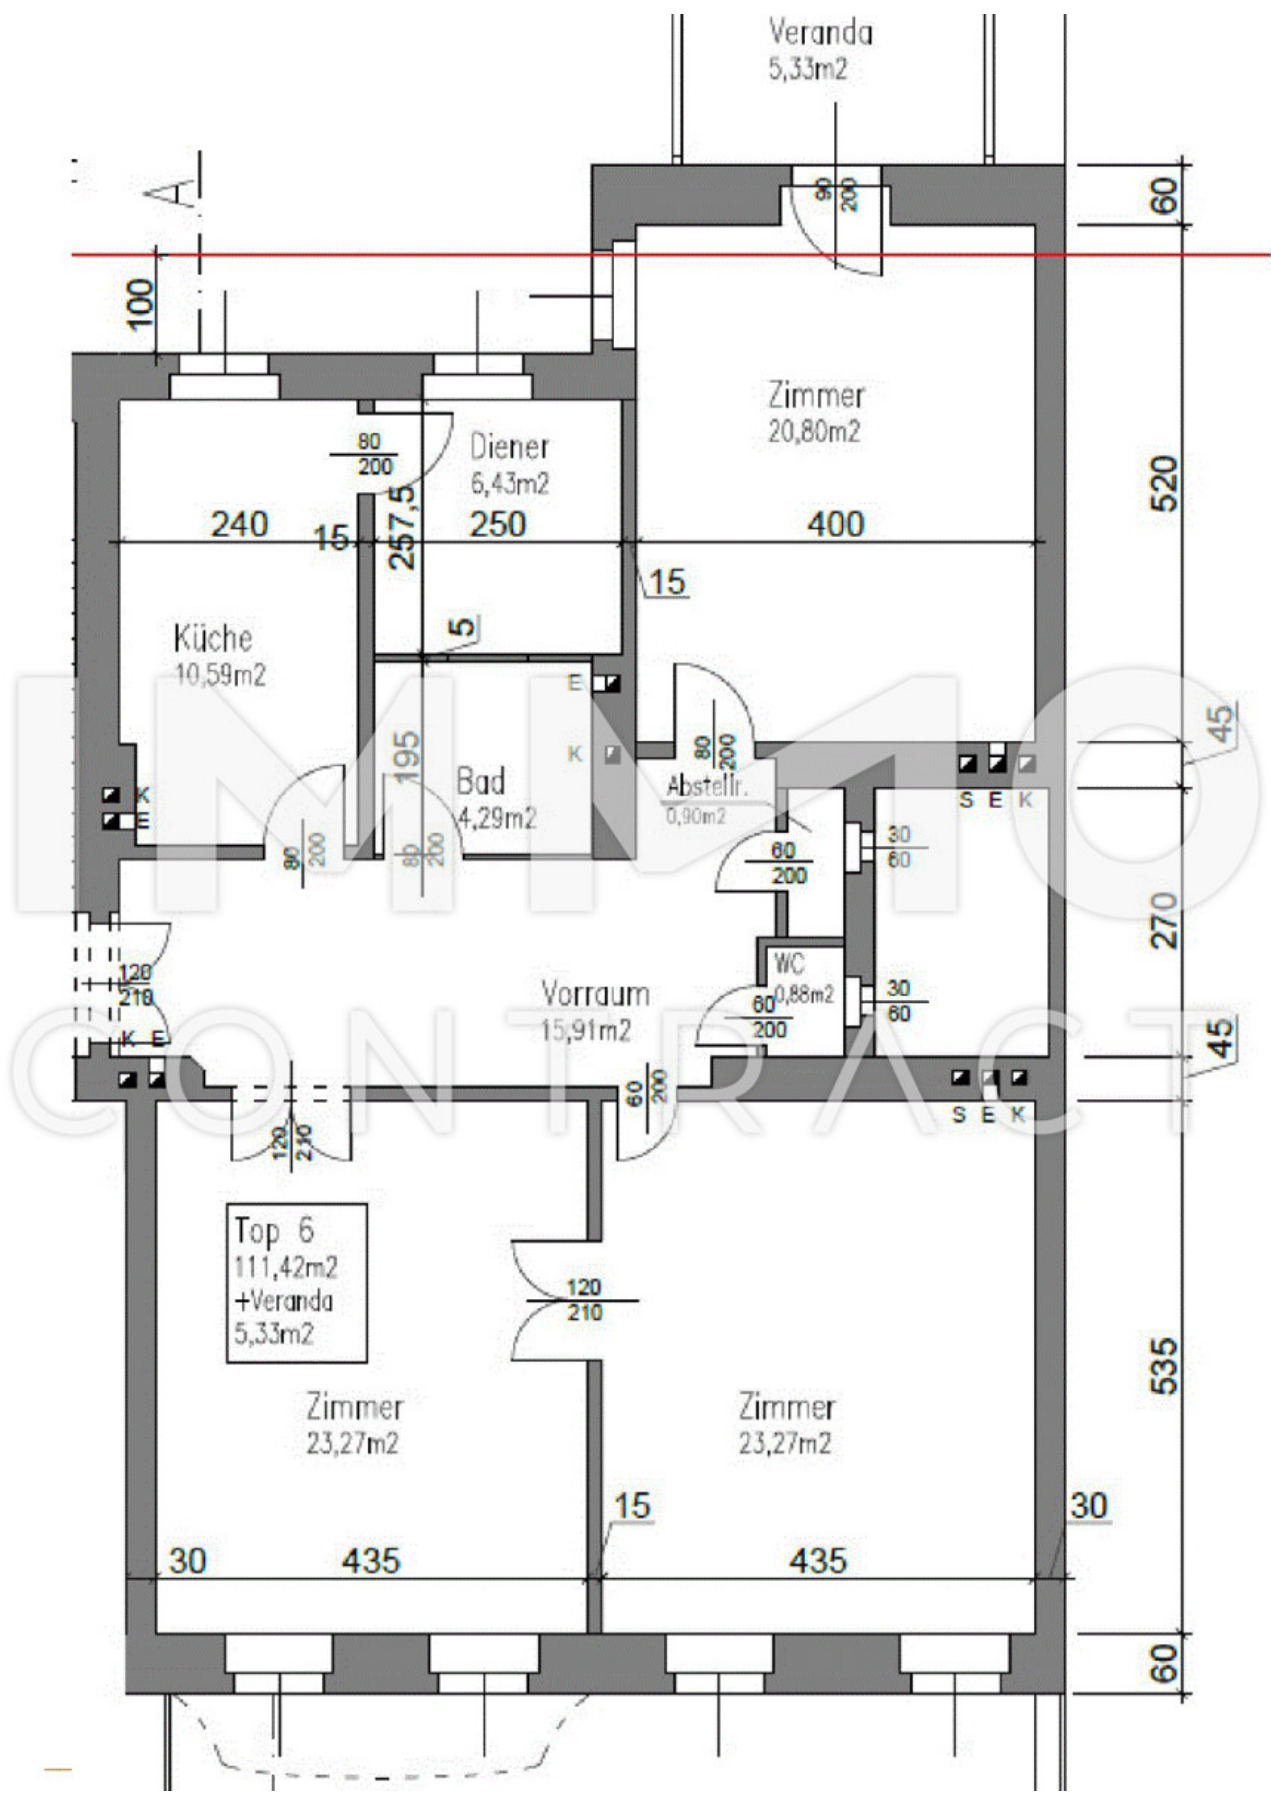 Veranda
5,33m2
A
90
200
60
100
Zimmer
20,80m2
80
200
Diener
6,43m2
520
240
15
257,5
250
400
15
5
Küche
10,59m2
E
IMMO
45
195
K
80
200
Bad
4,29m2
Abstellr.
0,90m2
S E K
K
E
80
200
80
200
60
200
30
60
270
120
210
WC
0,88m2
Vorraum
15,91m2
60
200
30
60
K E
CONTRACT
45
120
210
60
200
S E K
Top 6
111,42m2
+Veranda
5,33m2
120
210
535
Zimmer
23,27m2
Zimmer
23,27m2
15
30
30
435
435
60